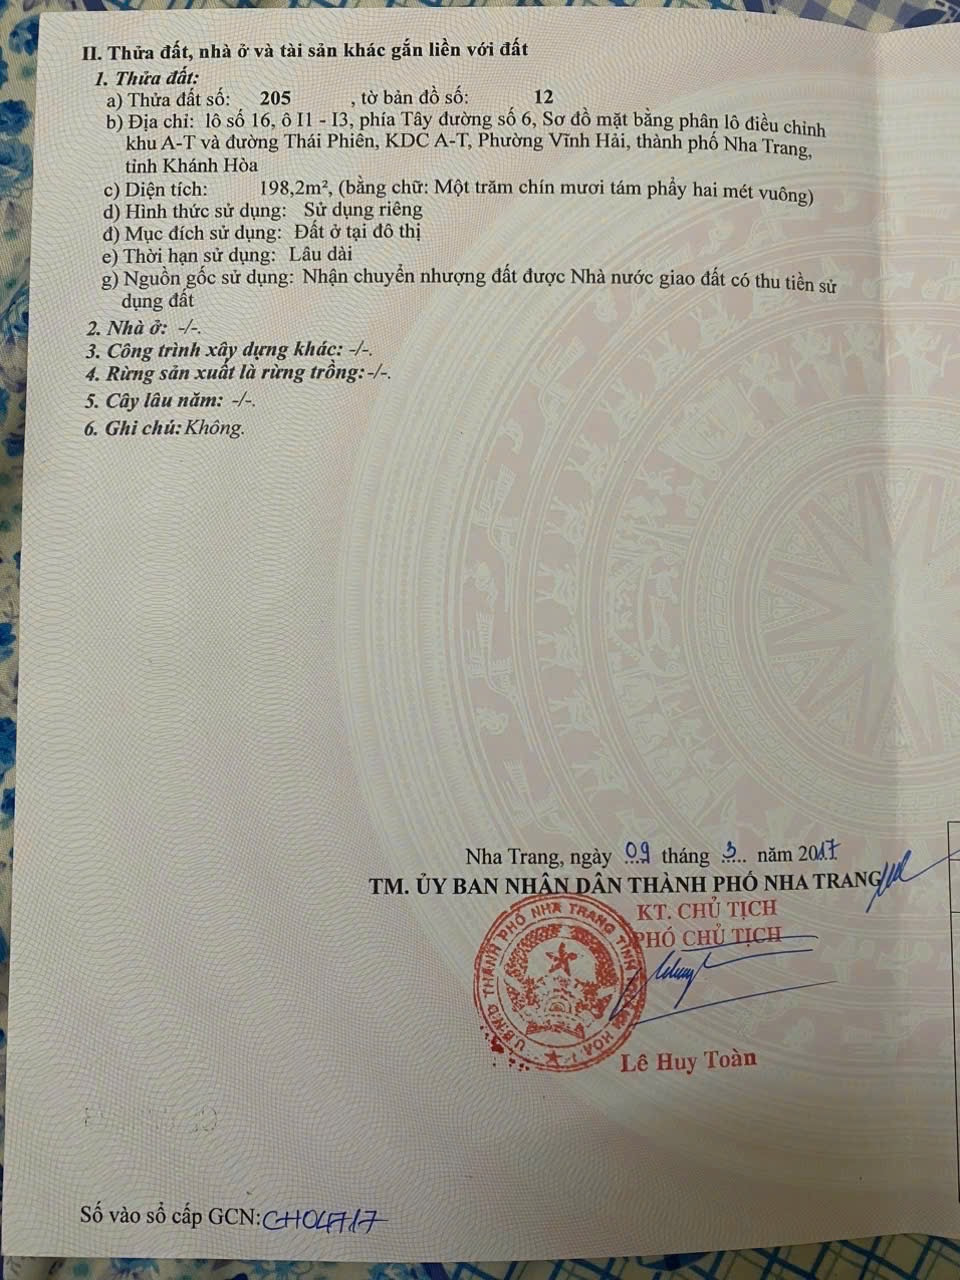 II. Thửa đất, nhà ở và tài sản khác gắn liền với đất
1. Thửa đất:
a) Thửa đất số: 205 , tờ bản đồ số: 12
b) Địa chỉ: lô số 16, ô I1 - I3, phía Tây đường số 6, Sơ đồ mặt bằng phân lô điều chỉnh
khu A-T và đường Thái Phiên, KDC A-T, Phường Vĩnh Hải, thành phố Nha Trang,
tỉnh Khánh Hòa
c) Diện tích: 198,2m², (bằng chữ: Một trăm chín mươi tám phẩy hai mét vuông)
d) Hình thức sử dụng: Sử dụng riêng
đ) Mục đích sử dụng: Đất ở tại đô thị
e) Thời hạn sử dụng: Lâu dài
g) Nguồn gốc sử dụng: Nhận chuyển nhượng đất được Nhà nước giao đất có thu tiền sử
dụng đất
2. Nhà ở: -/-.
3. Công trình xây dựng khác: -/-.
4. Rừng sản xuất là rừng trồng: -/-.
5. Cây lâu năm: -/-.
6. Ghi chú: Không.
Nha Trang, ngày 09 tháng 3 năm 2017
TM. ỦY BAN NHÂN DÂN THÀNH PHỐ NHA TRANG
KT. CHỦ TỊCH
PHÓ CHỦ TỊCH
U.B.N.D THÀNH PHỐ NHA TRANG TỈNH KHÁNH HÒA
Lê Huy Toàn
Số vào sổ cấp GCN: CH04717